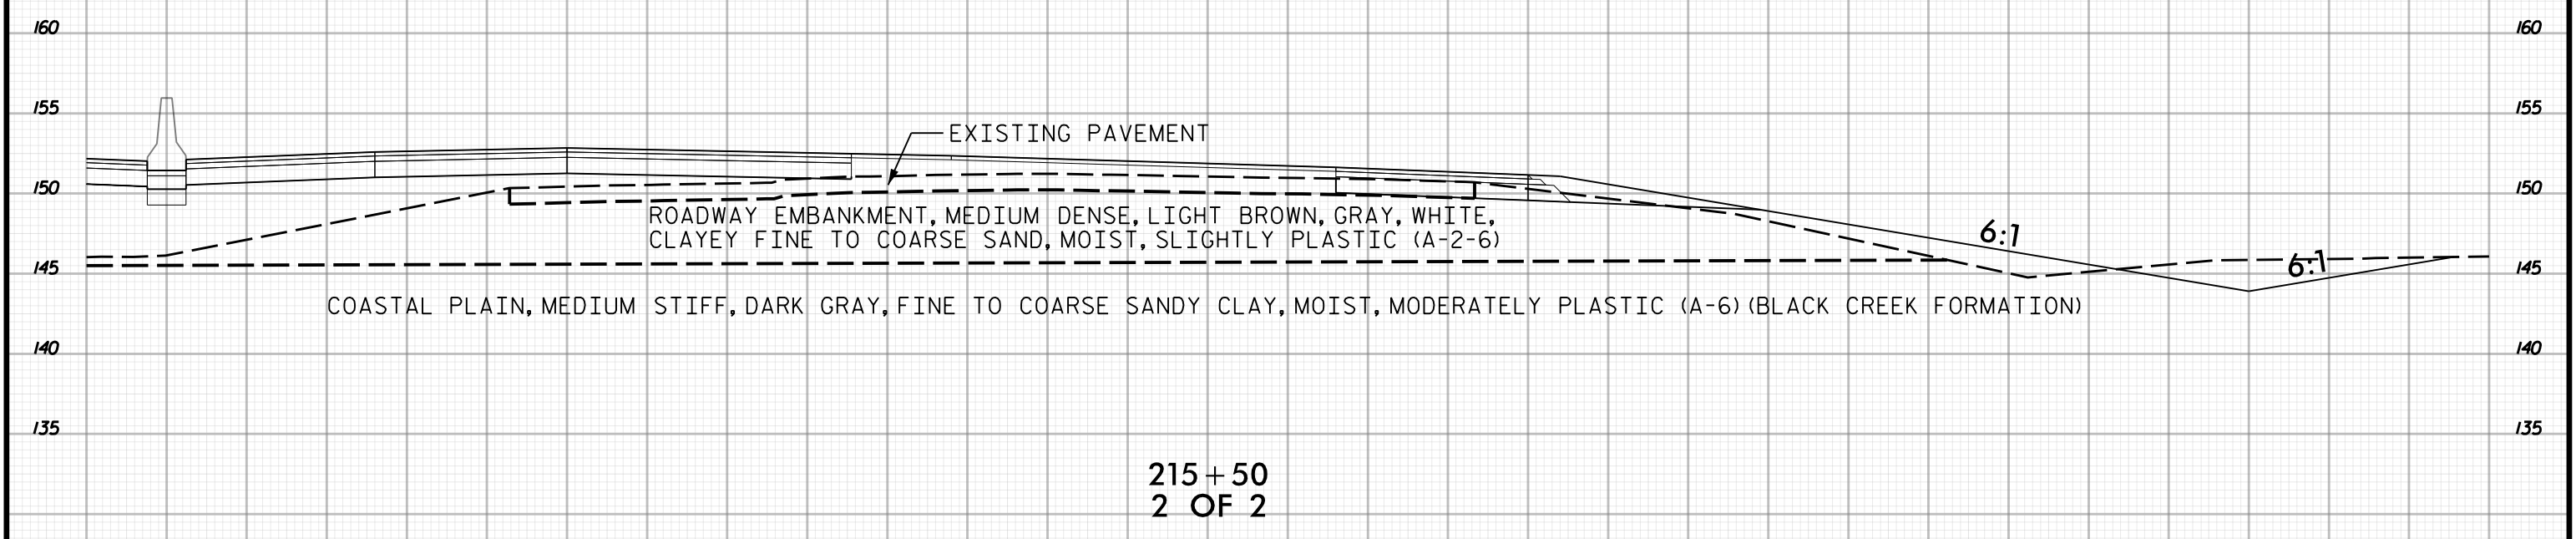 160 160
155 155
EXISTING PAVEMENT
150 150
ROADWAY EMBANKMENT, MEDIUM DENSE, LIGHT BROWN, GRAY, WHITE,
CLAYEY FINE TO COARSE SAND, MOIST, SLIGHTLY PLASTIC (A-2-6)
6:1
6:1
145 145
COASTAL PLAIN, MEDIUM STIFF, DARK GRAY, FINE TO COARSE SANDY CLAY, MOIST, MODERATELY PLASTIC (A-6) (BLACK CREEK FORMATION)
140 140
135 135
215+50
2 OF 2